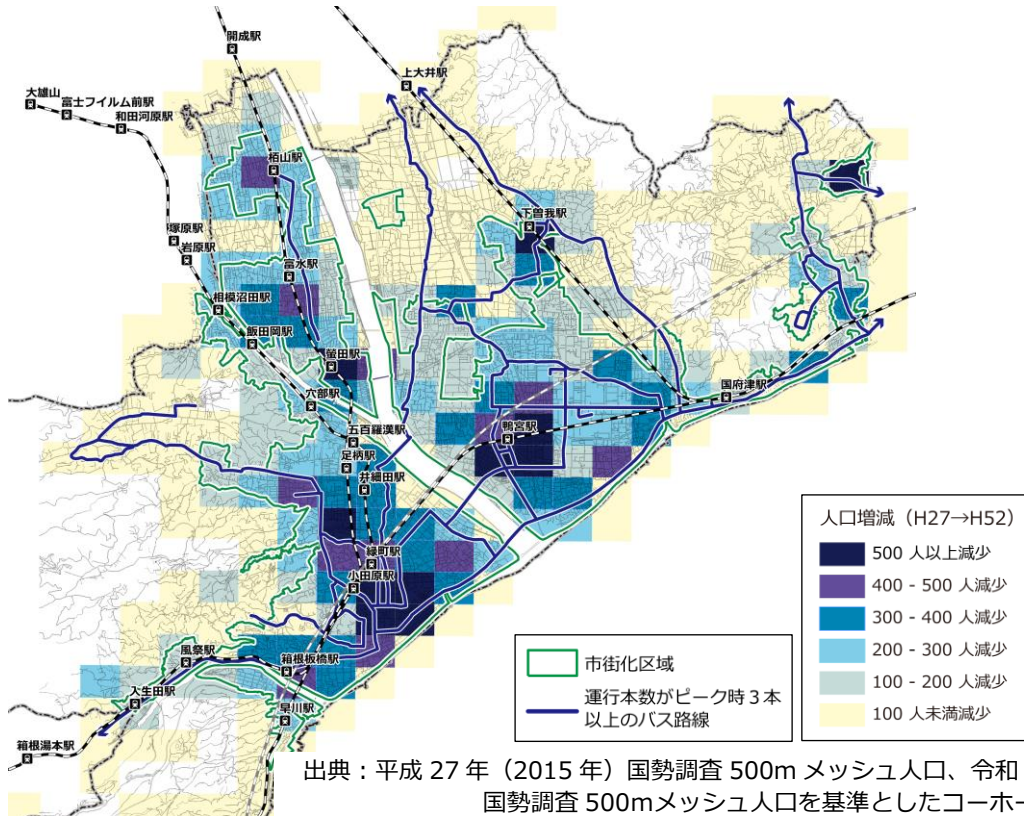 開成駅
上大井駅
大雄山
富士フイルム前駅
和田河原駅
栢山駅
塚原駅
岩原駅
下曽我駅
富水駅
相模沼田駅
飯田岡駅
螢田駅
穴部駅
国府津駅
五百羅漢駅
鴨宮駅
足柄駅
井細田駅
緑町駅
小田原駅
風祭駅
箱根板橋駅
入生田駅
早川駅
箱根湯本駅
人口増減（H27→H52）
500 人以上減少
400 - 500 人減少
300 - 400 人減少
200 - 300 人減少
100 - 200 人減少
100 人未満減少
市街化区域
運行本数がピーク時３本
以上のバス路線
出典：平成 27 年（2015 年）国勢調査 500m メッシュ人口、令和
国勢調査 500mメッシュ人口を基準としたコーホー